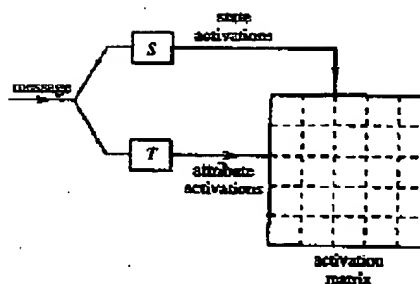 state
activations
message
S
T
attribute
activations
activation
matrix